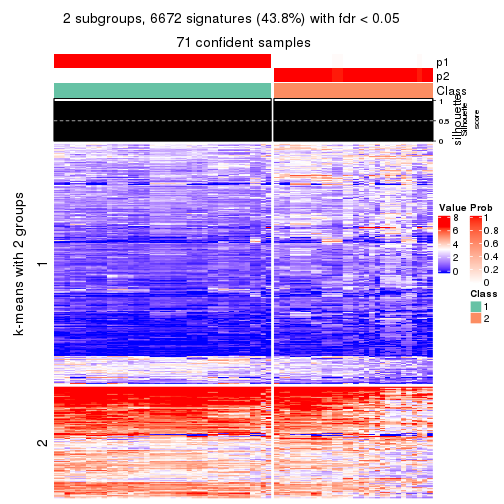 2 subgroups, 6672 signatures (43.8%) with fdr < 0.05
71 confident samples
p1
p2
Class
1
0.5
0
silhouette
Silhouette
score
k-means with 2 groups
1
2
Value
8
6
4
2
0
Prob
1
0.8
0.6
0.4
0.2
0
Class
1
2